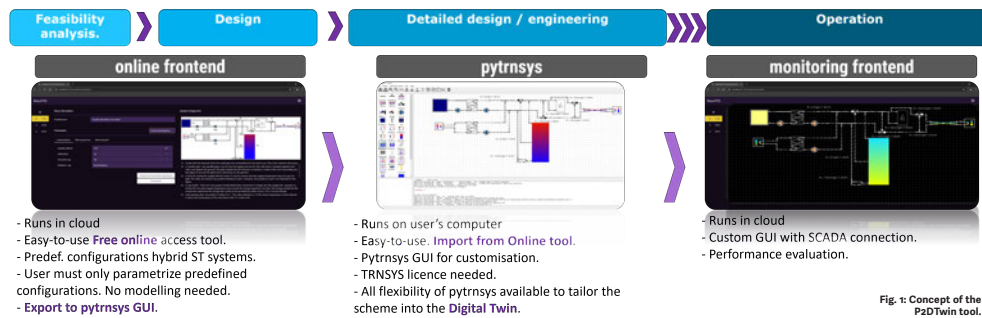 Feasibility
analysis.
Design
Detailed design / engineering
Operation
online frontend
pytrnsys
monitoring frontend
- Runs in cloud
- Easy-to-use Free online access tool.
- Predef. configurations hybrid ST systems.
- User must only parametrize predefined
configurations. No modelling needed.
- Export to pytrnsys GUI.
- Runs on user's computer
- Easy-to-use. Import from Online tool.
- Pytrnsys GUI for customisation.
- TRNSYS licence needed.
- All flexibility of pytrnsys available to tailor the
scheme into the Digital Twin.
- Runs in cloud
- Custom GUI with SCADA connection.
- Performance evaluation.
Fig. 1: Concept of the
P2DTwin tool.